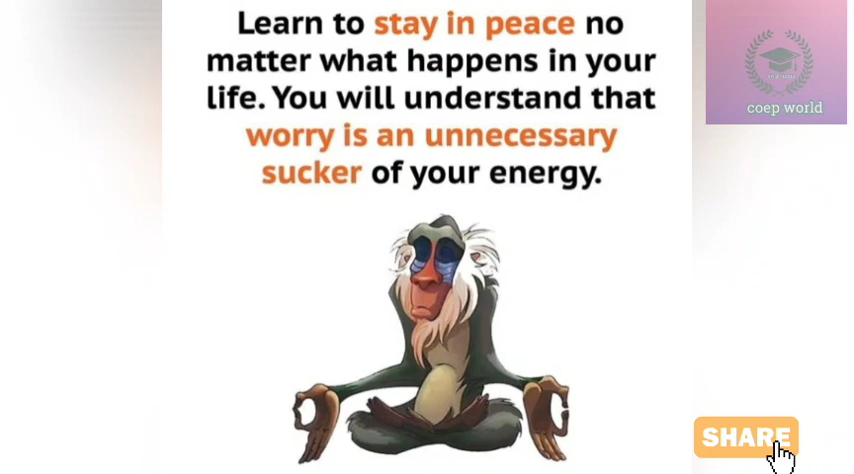 Learn to stay in peace no
matter what happens in your
life. You will understand that
worry is an unnecessary
sucker of your energy.
coep world
SHARE